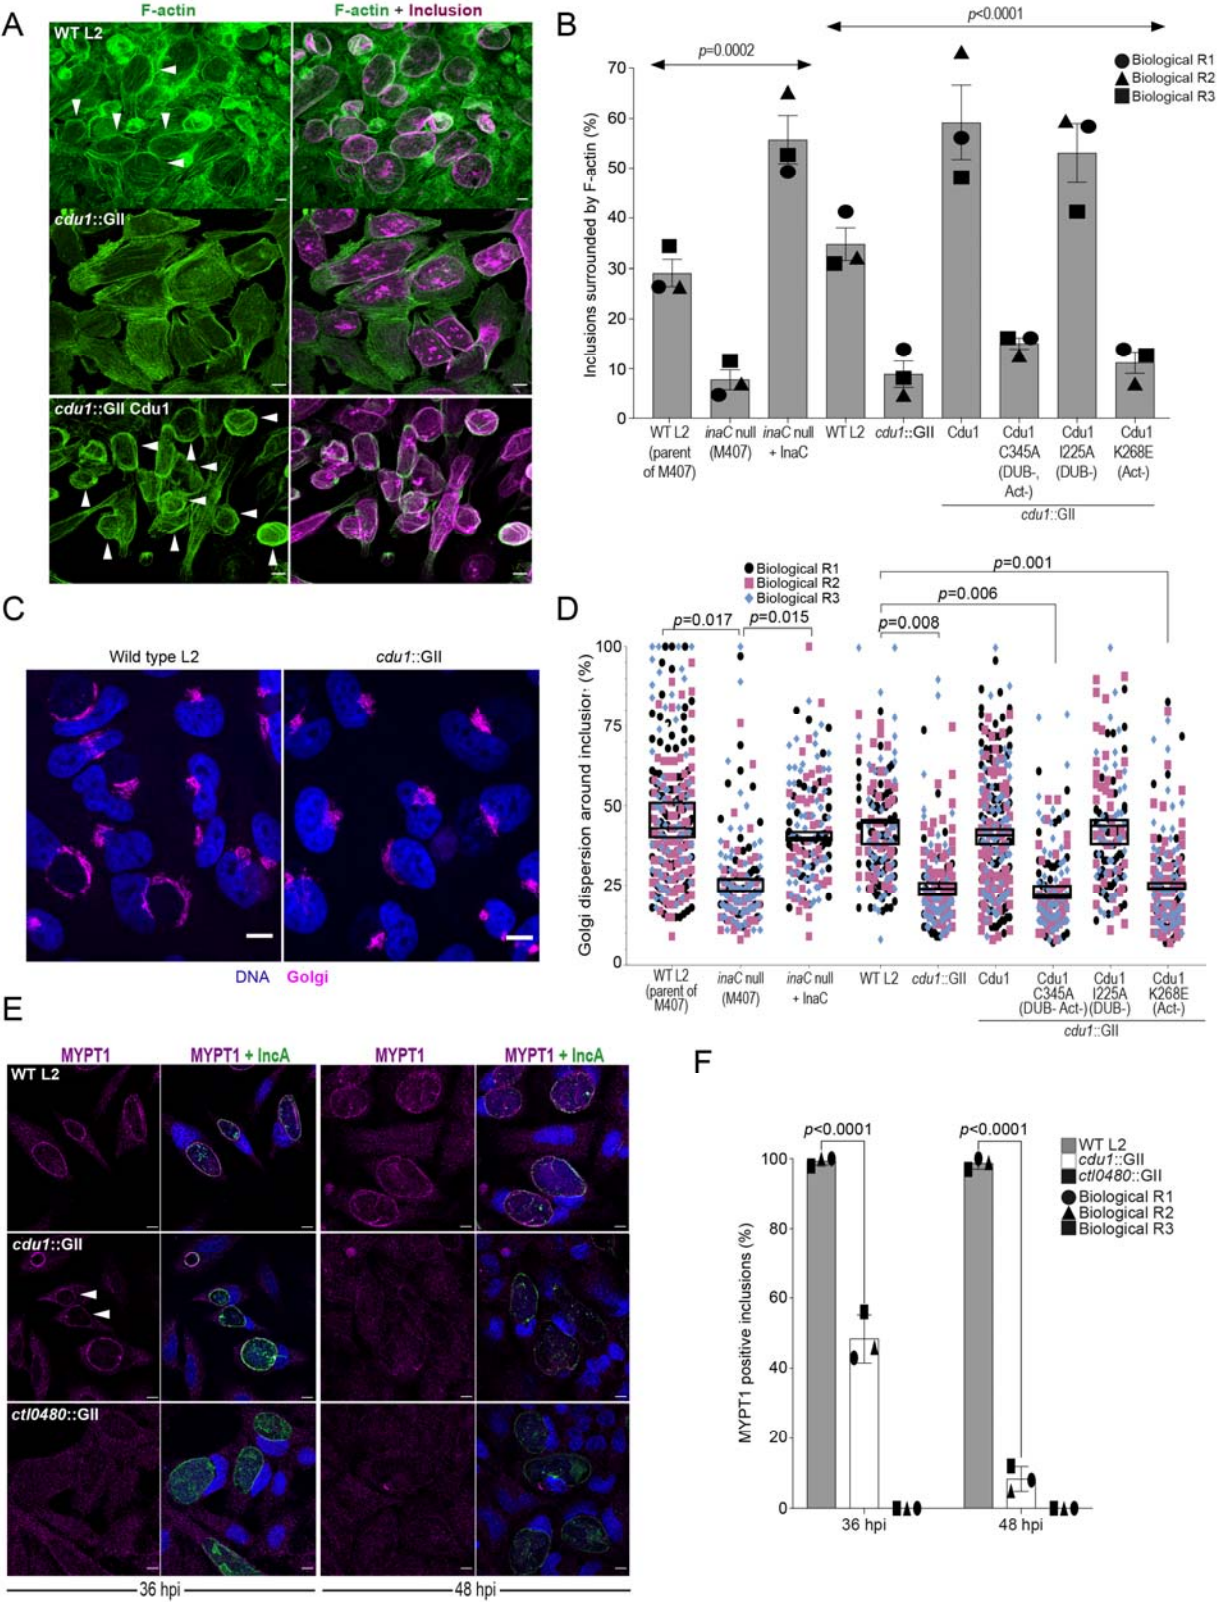 A
F-actin
F-actin + Inclusion
WT L2
cdu1::GII
cdu1::GII Cdu1
B
p<0.0001
p=0.0002
Biological R1
Biological R2
Biological R3
Inclusions surrounded by F-actin (%)
70
60
50
40
30
20
10
0
WT L2
(parent
of M407)
inaC null
(M407)
inaC null
+ InaC
WT L2
cdu1::GII
Cdu1
Cdu1
C345A
(DUB-,
Act-)
Cdu1
I225A
(DUB-)
Cdu1
K268E
(Act-)
cdu1::GII
C
Wild type L2
cdu1::GII
DNA Golgi
D
Biological R1
Biological R2
Biological R3
p=0.001
p=0.006
p=0.017
p=0.015
p=0.008
Golgi dispersion around inclusion (%)
100
75
50
25
0
WT L2
(parent of
M407)
inaC null
(M407)
inaC null
+ InaC
WT L2
cdu1::GII
Cdu1
Cdu1
C345A
(DUB- Act-)
Cdu1
I225A
(DUB-)
Cdu1
K268E
(Act-)
cdu1::GII
E
MYPT1
MYPT1 + IncA
MYPT1
MYPT1 + IncA
WT L2
cdu1::GII
ctl0480::GII
36 hpi
48 hpi
F
p<0.0001
p<0.0001
WT L2
cdu1::GII
ctl0480::GII
Biological R1
Biological R2
Biological R3
MYPT1 positive inclusions (%)
100
80
60
40
20
0
36 hpi
48 hpi